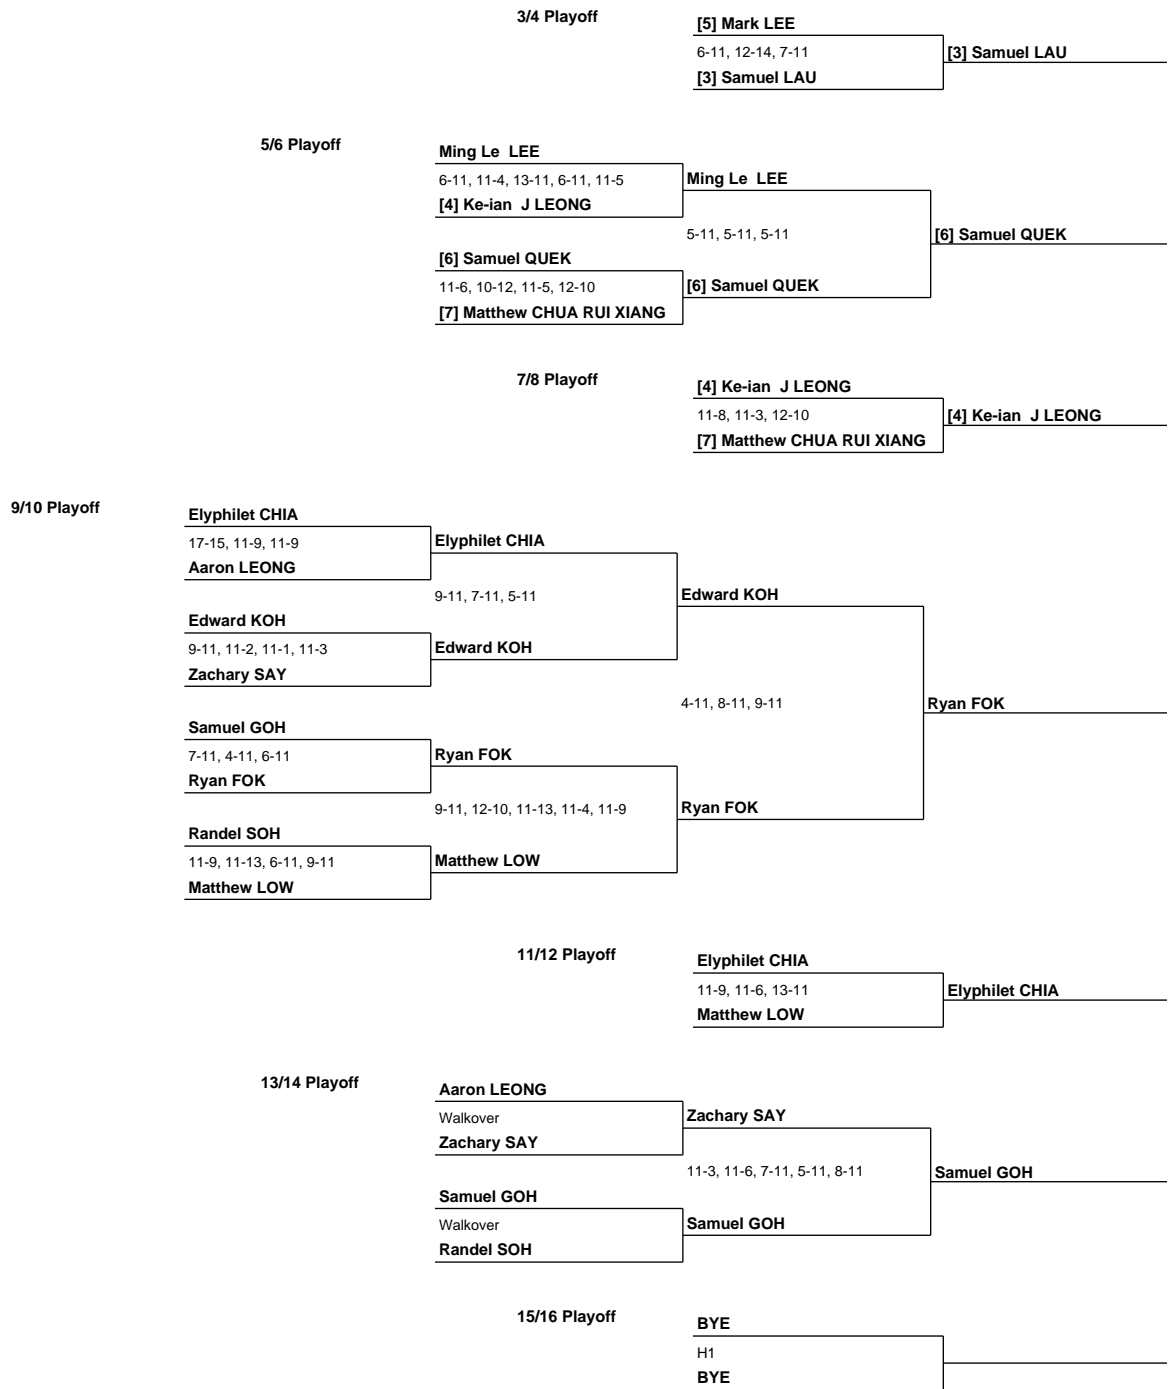 3/4 Playoff
[5] Mark LEE
6-11, 12-14, 7-11
[3] Samuel LAU
[3] Samuel LAU
5/6 Playoff
Ming Le  LEE
6-11, 11-4, 13-11, 6-11, 11-5
Ming Le  LEE
[4] Ke-ian  J LEONG
5-11, 5-11, 5-11
[6] Samuel QUEK
[6] Samuel QUEK
11-6, 10-12, 11-5, 12-10
[6] Samuel QUEK
[7] Matthew CHUA RUI XIANG
7/8 Playoff
[4] Ke-ian  J LEONG
11-8, 11-3, 12-10
[4] Ke-ian  J LEONG
[7] Matthew CHUA RUI XIANG
9/10 Playoff
Elyphilet CHIA
17-15, 11-9, 11-9
Elyphilet CHIA
Aaron LEONG
9-11, 7-11, 5-11
Edward KOH
Edward KOH
9-11, 11-2, 11-1, 11-3
Edward KOH
Zachary SAY
4-11, 8-11, 9-11
Ryan FOK
Samuel GOH
7-11, 4-11, 6-11
Ryan FOK
Ryan FOK
9-11, 12-10, 11-13, 11-4, 11-9
Ryan FOK
Randel SOH
11-9, 11-13, 6-11, 9-11
Matthew LOW
Matthew LOW
11/12 Playoff
Elyphilet CHIA
11-9, 11-6, 13-11
Elyphilet CHIA
Matthew LOW
13/14 Playoff
Aaron LEONG
Walkover
Zachary SAY
Zachary SAY
11-3, 11-6, 7-11, 5-11, 8-11
Samuel GOH
Samuel GOH
Walkover
Samuel GOH
Randel SOH
15/16 Playoff
BYE
H1
BYE